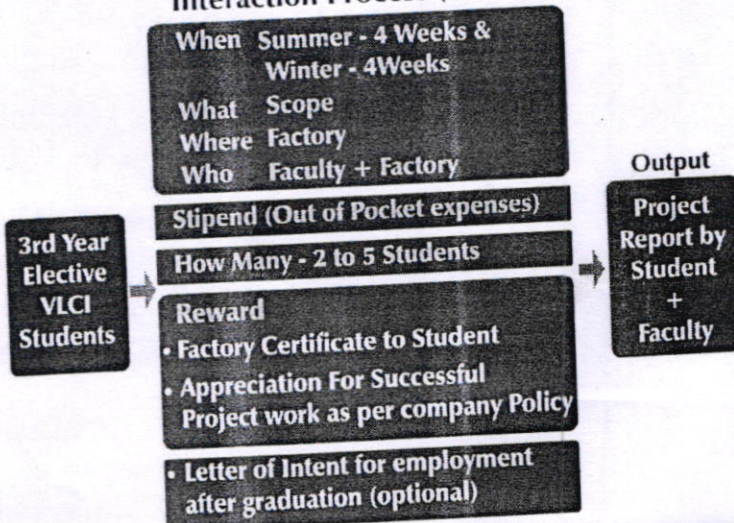 Interaction Process
When Summer - 4 Weeks &
Winter - 4Weeks
What Scope
Where Factory
Who Faculty + Factory
Stipend (Out of Pocket expenses)
How Many - 2 to 5 Students
Reward
• Factory Certificate to Student
• Appreciation For Successful
Project work as per company Policy
• Letter of Intent for employment
after graduation (optional)
3rd Year
Elective
VLCI
Students
Output
Project
Report by
Student
+
Faculty